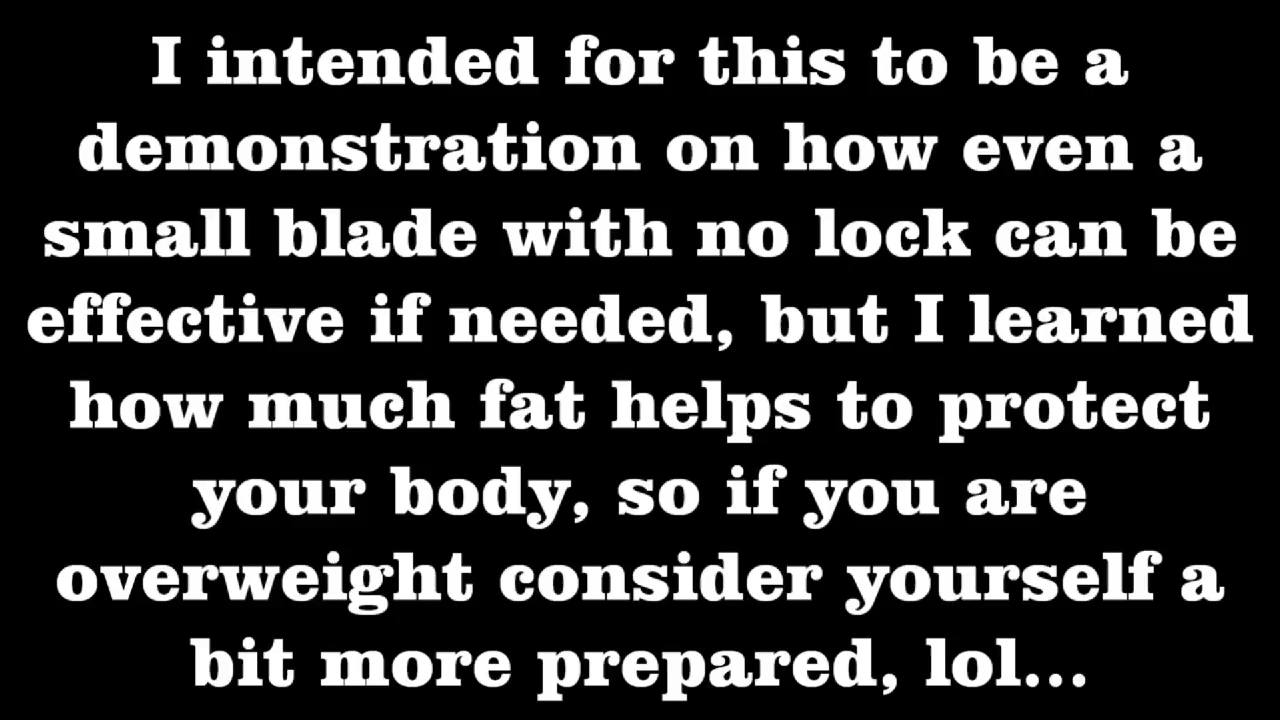 I intended for this to be a
demonstration on how even a
small blade with no lock can be
effective if needed, but I learned
how much fat helps to protect
your body, so if you are
overweight consider yourself a
bit more prepared, lol...